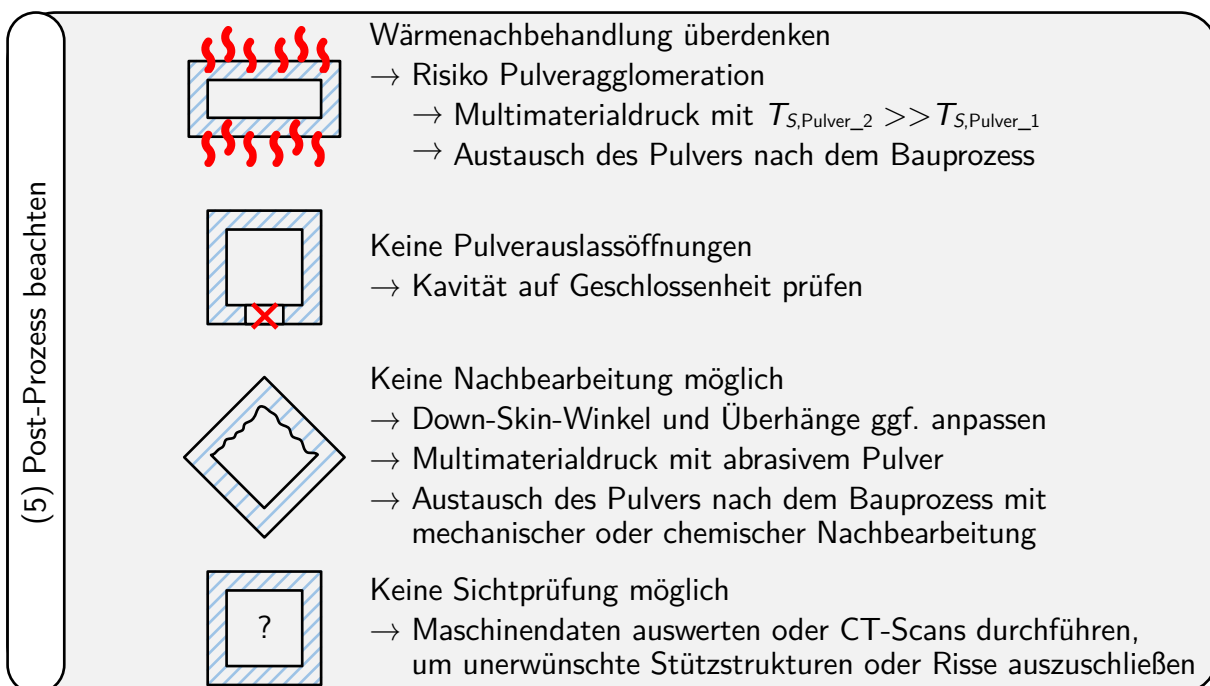 (5) Post-Prozess beachten
Wärmenachbehandlung überdenken
→ Risiko Pulveragglomeration
→ Multimaterialdruck mit T_S,Pulver_2 >> T_S,Pulver_1
→ Austausch des Pulvers nach dem Bauprozess
Keine Pulverauslassöffnungen
→ Kavität auf Geschlossenheit prüfen
Keine Nachbearbeitung möglich
→ Down-Skin-Winkel und Überhänge ggf. anpassen
→ Multimaterialdruck mit abrasivem Pulver
→ Austausch des Pulvers nach dem Bauprozess mit
mechanischer oder chemischer Nachbearbeitung
?
Keine Sichtprüfung möglich
→ Maschinendaten auswerten oder CT-Scans durchführen,
um unerwünschte Stützstrukturen oder Risse auszuschließen